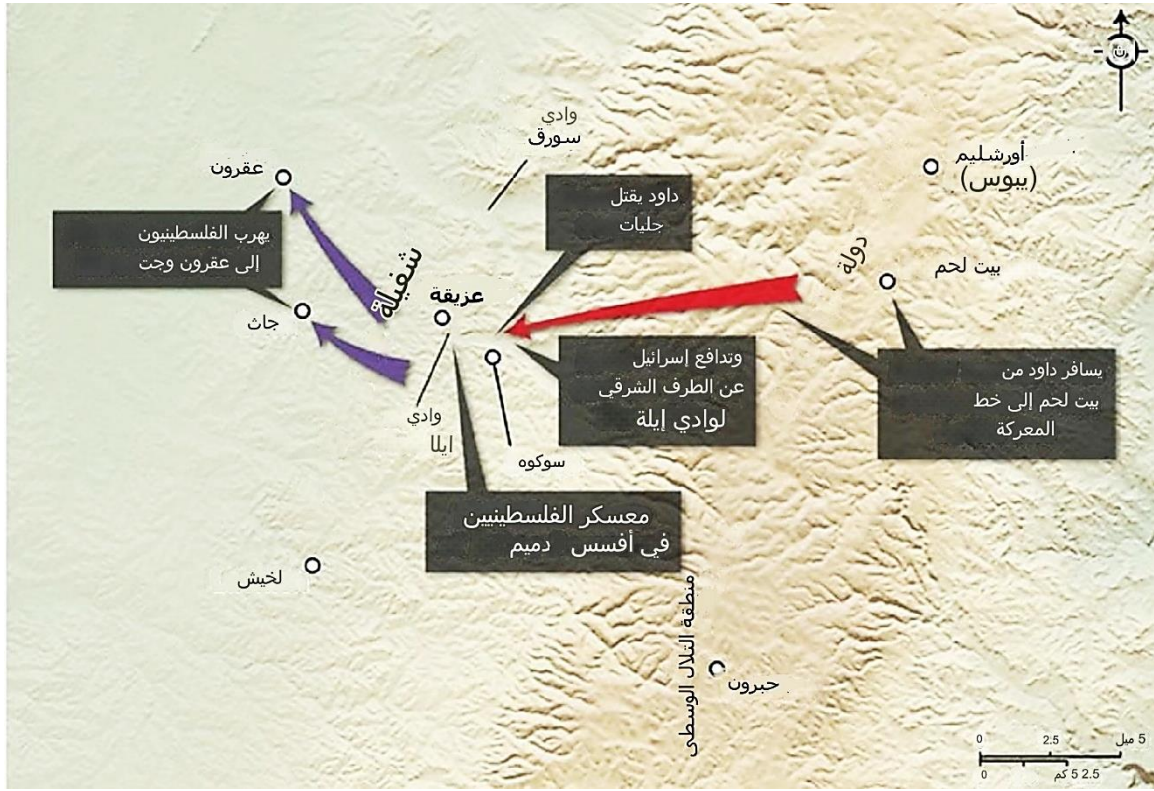 ث
وادي
سورق
عقرون
أورشليم
(يبوس)
داود يقتل
جليات
يهرب الفلسطينيون
إلى عقرون وجت
شفيلة
دولة
بيت لحم
عزيقة
جاث
وتدافع إسرائيل
عن الطرف الشرقي
لوادي إيلة
يسافر داود من
بيت لحم إلى خط
المعركة
وادي
ايلا
سوكوه
معسكر الفلسطينيين
في أفسس دميم
لخيش
منطقة التلال الوسطى
حبرون
0 2.5 5 ميل
0 2.5 5 كم